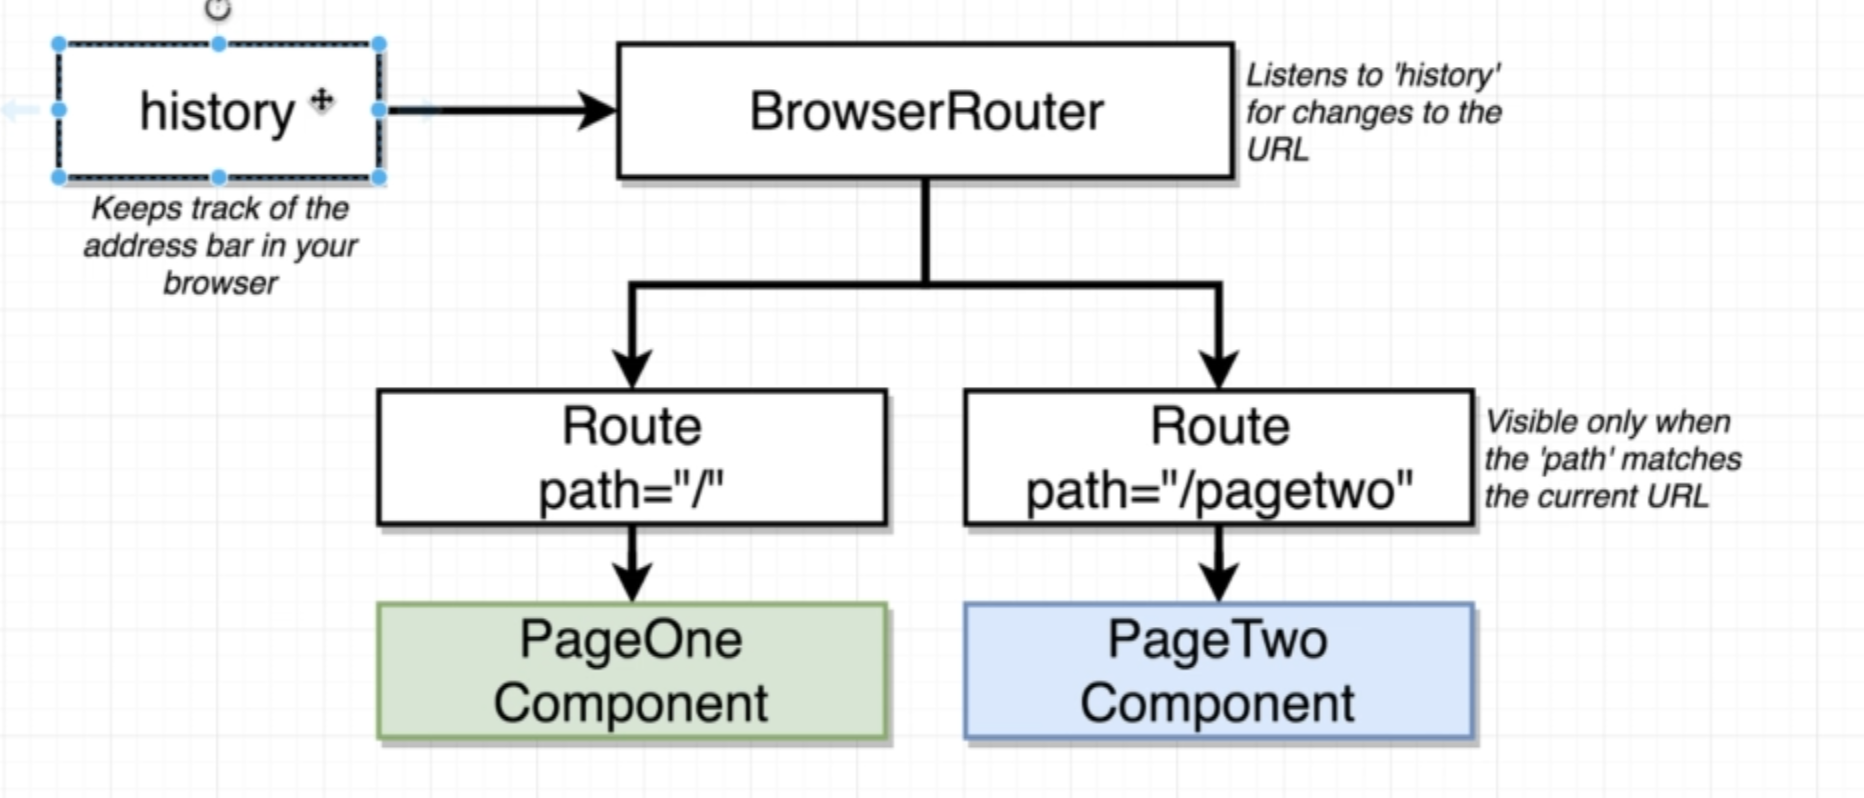 history
BrowserRouter
Listens to 'history'
for changes to the
URL
Keeps track of the
address bar in your
browser
Route
path="/"
Route
path="/pagetwo"
Visible only when
the 'path' matches
the current URL
PageOne
Component
PageTwo
Component